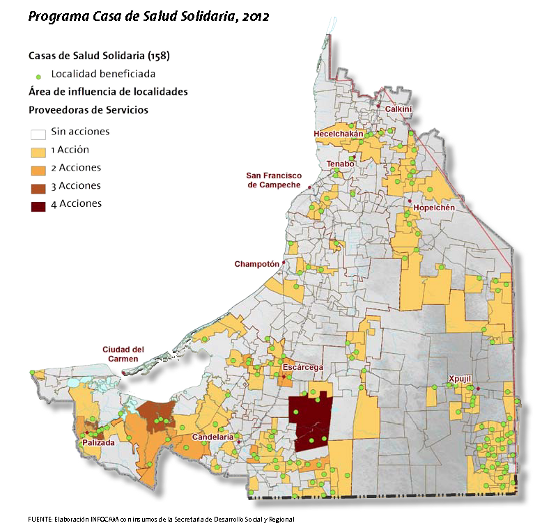 Programa Casa de Salud Solidaria, 2012
Casas de Salud Solidaria (158)
Localidad beneficiada
Área de influencia de localidades
Proveedoras de Servicios
Sin acciones
1 Acción
2 Acciones
3 Acciones
4 Acciones
Calkiní
Hecelchakán
Tenabo
San Francisco
de Campeche
Hopelchén
Champotón
Ciudad del
Carmen
Escárcega
Xpujil
Palizada
Candelaria
FUENTE: Elaboración INFOCAM con insumos de la Secretaría de Desarrollo Social y Regional